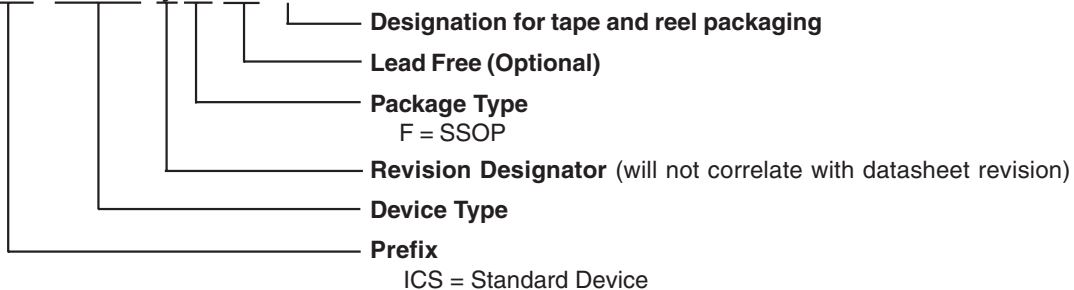 Designation for tape and reel packaging
Lead Free (Optional)
Package Type
F = SSOP
Revision Designator (will not correlate with datasheet revision)
Device Type
Prefix
ICS = Standard Device